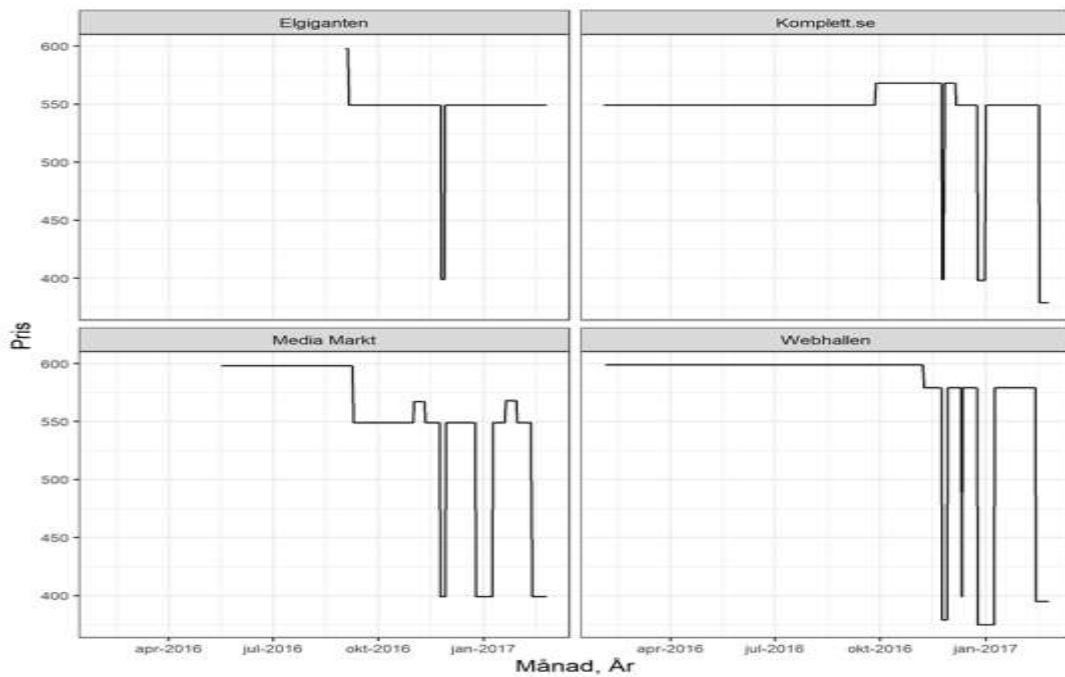 Elgiganten
Komplett.se
600
550
500
450
400
Pris
Media Markt
Webhallen
600
550
500
450
400
apr-2016 jul-2016 okt-2016 jan-2017
apr-2016 jul-2016 okt-2016 jan-2017
Månad, År